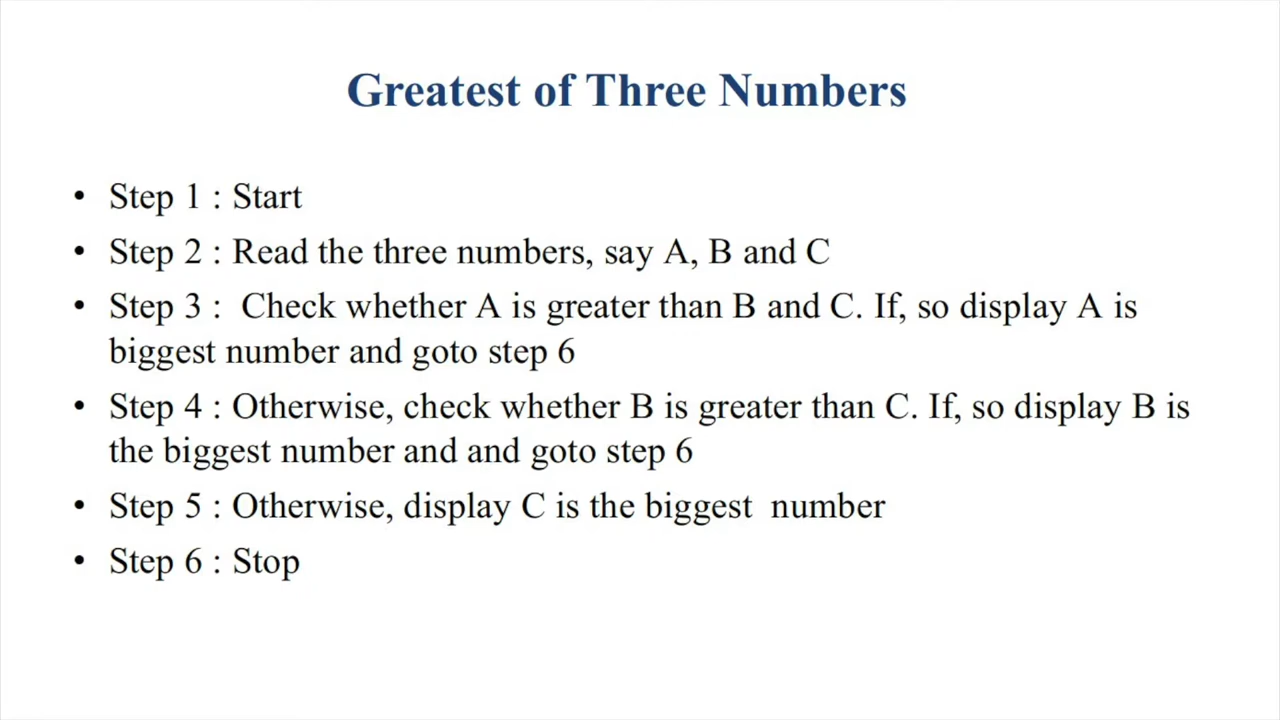 Greatest of Three Numbers
• Step 1 : Start
• Step 2 : Read the three numbers, say A, B and C
• Step 3 :  Check whether A is greater than B and C. If, so display A is
biggest number and goto step 6
• Step 4 : Otherwise, check whether B is greater than C. If, so display B is
the biggest number and and goto step 6
• Step 5 : Otherwise, display C is the biggest  number
• Step 6 : Stop